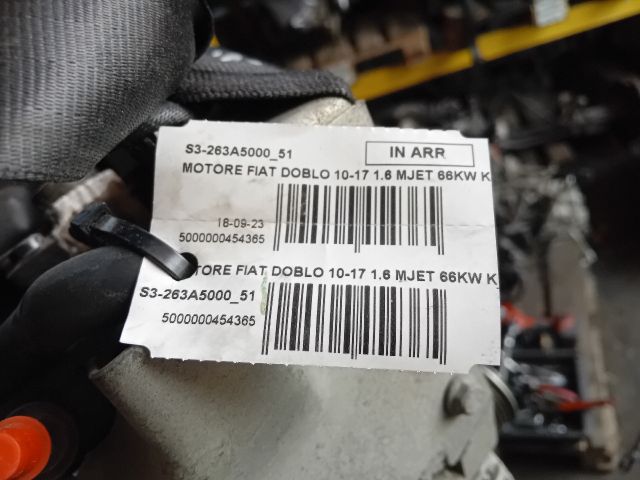 S3-263A5000_51 IN ARR
MOTORE FIAT DOBLO 10-17 1.6 MJET 66KW K
18-09-23
5000000454365
TORE FIAT DOBLO 10-17 1.6 MJET 66KW K
S3-263A5000_51
5000000454365